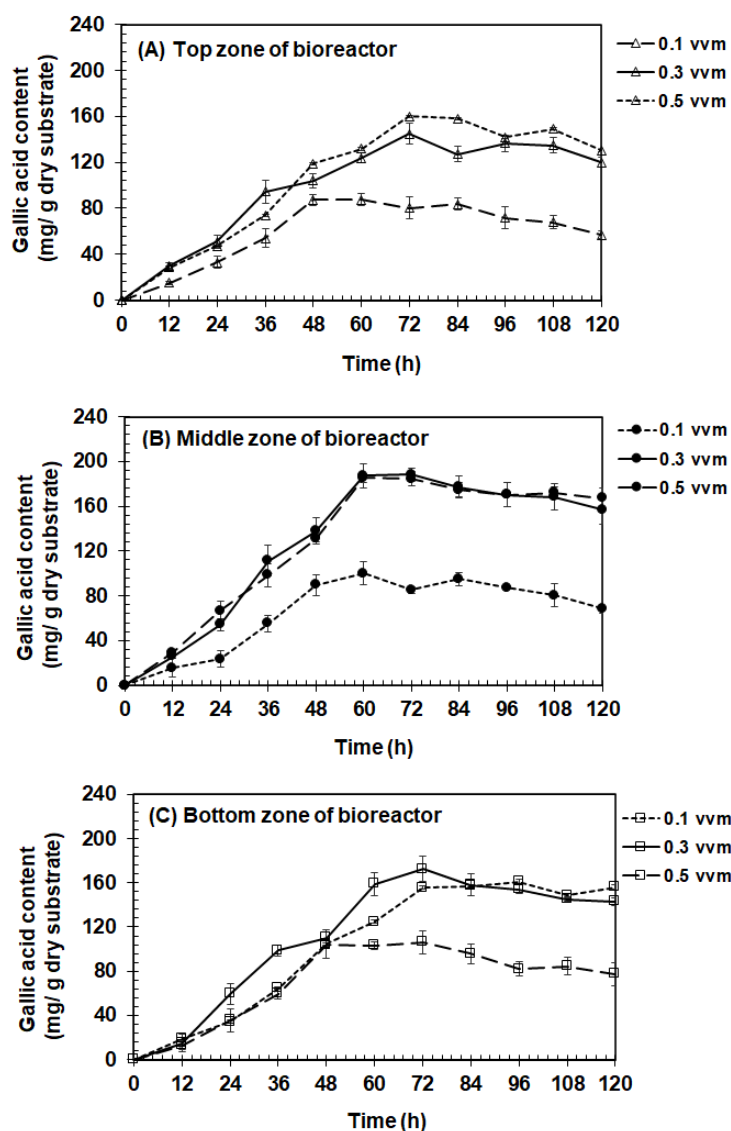 (A) Top zone of bioreactor
240
200
160
120
80
40
0
0 12 24 36 48 60 72 84 96 108 120
Gallic acid content
(mg/ g dry substrate)
Time (h)
0.1 vvm
0.3 vvm
0.5 vvm
(B) Middle zone of bioreactor
240
200
160
120
80
40
0
0 12 24 36 48 60 72 84 96 108 120
Gallic acid content
(mg/ g dry substrate)
Time (h)
0.1 vvm
0.3 vvm
0.5 vvm
(C) Bottom zone of bioreactor
240
200
160
120
80
40
0
0 12 24 36 48 60 72 84 96 108 120
Gallic acid content
(mg/ g dry substrate)
Time (h)
0.1 vvm
0.3 vvm
0.5 vvm